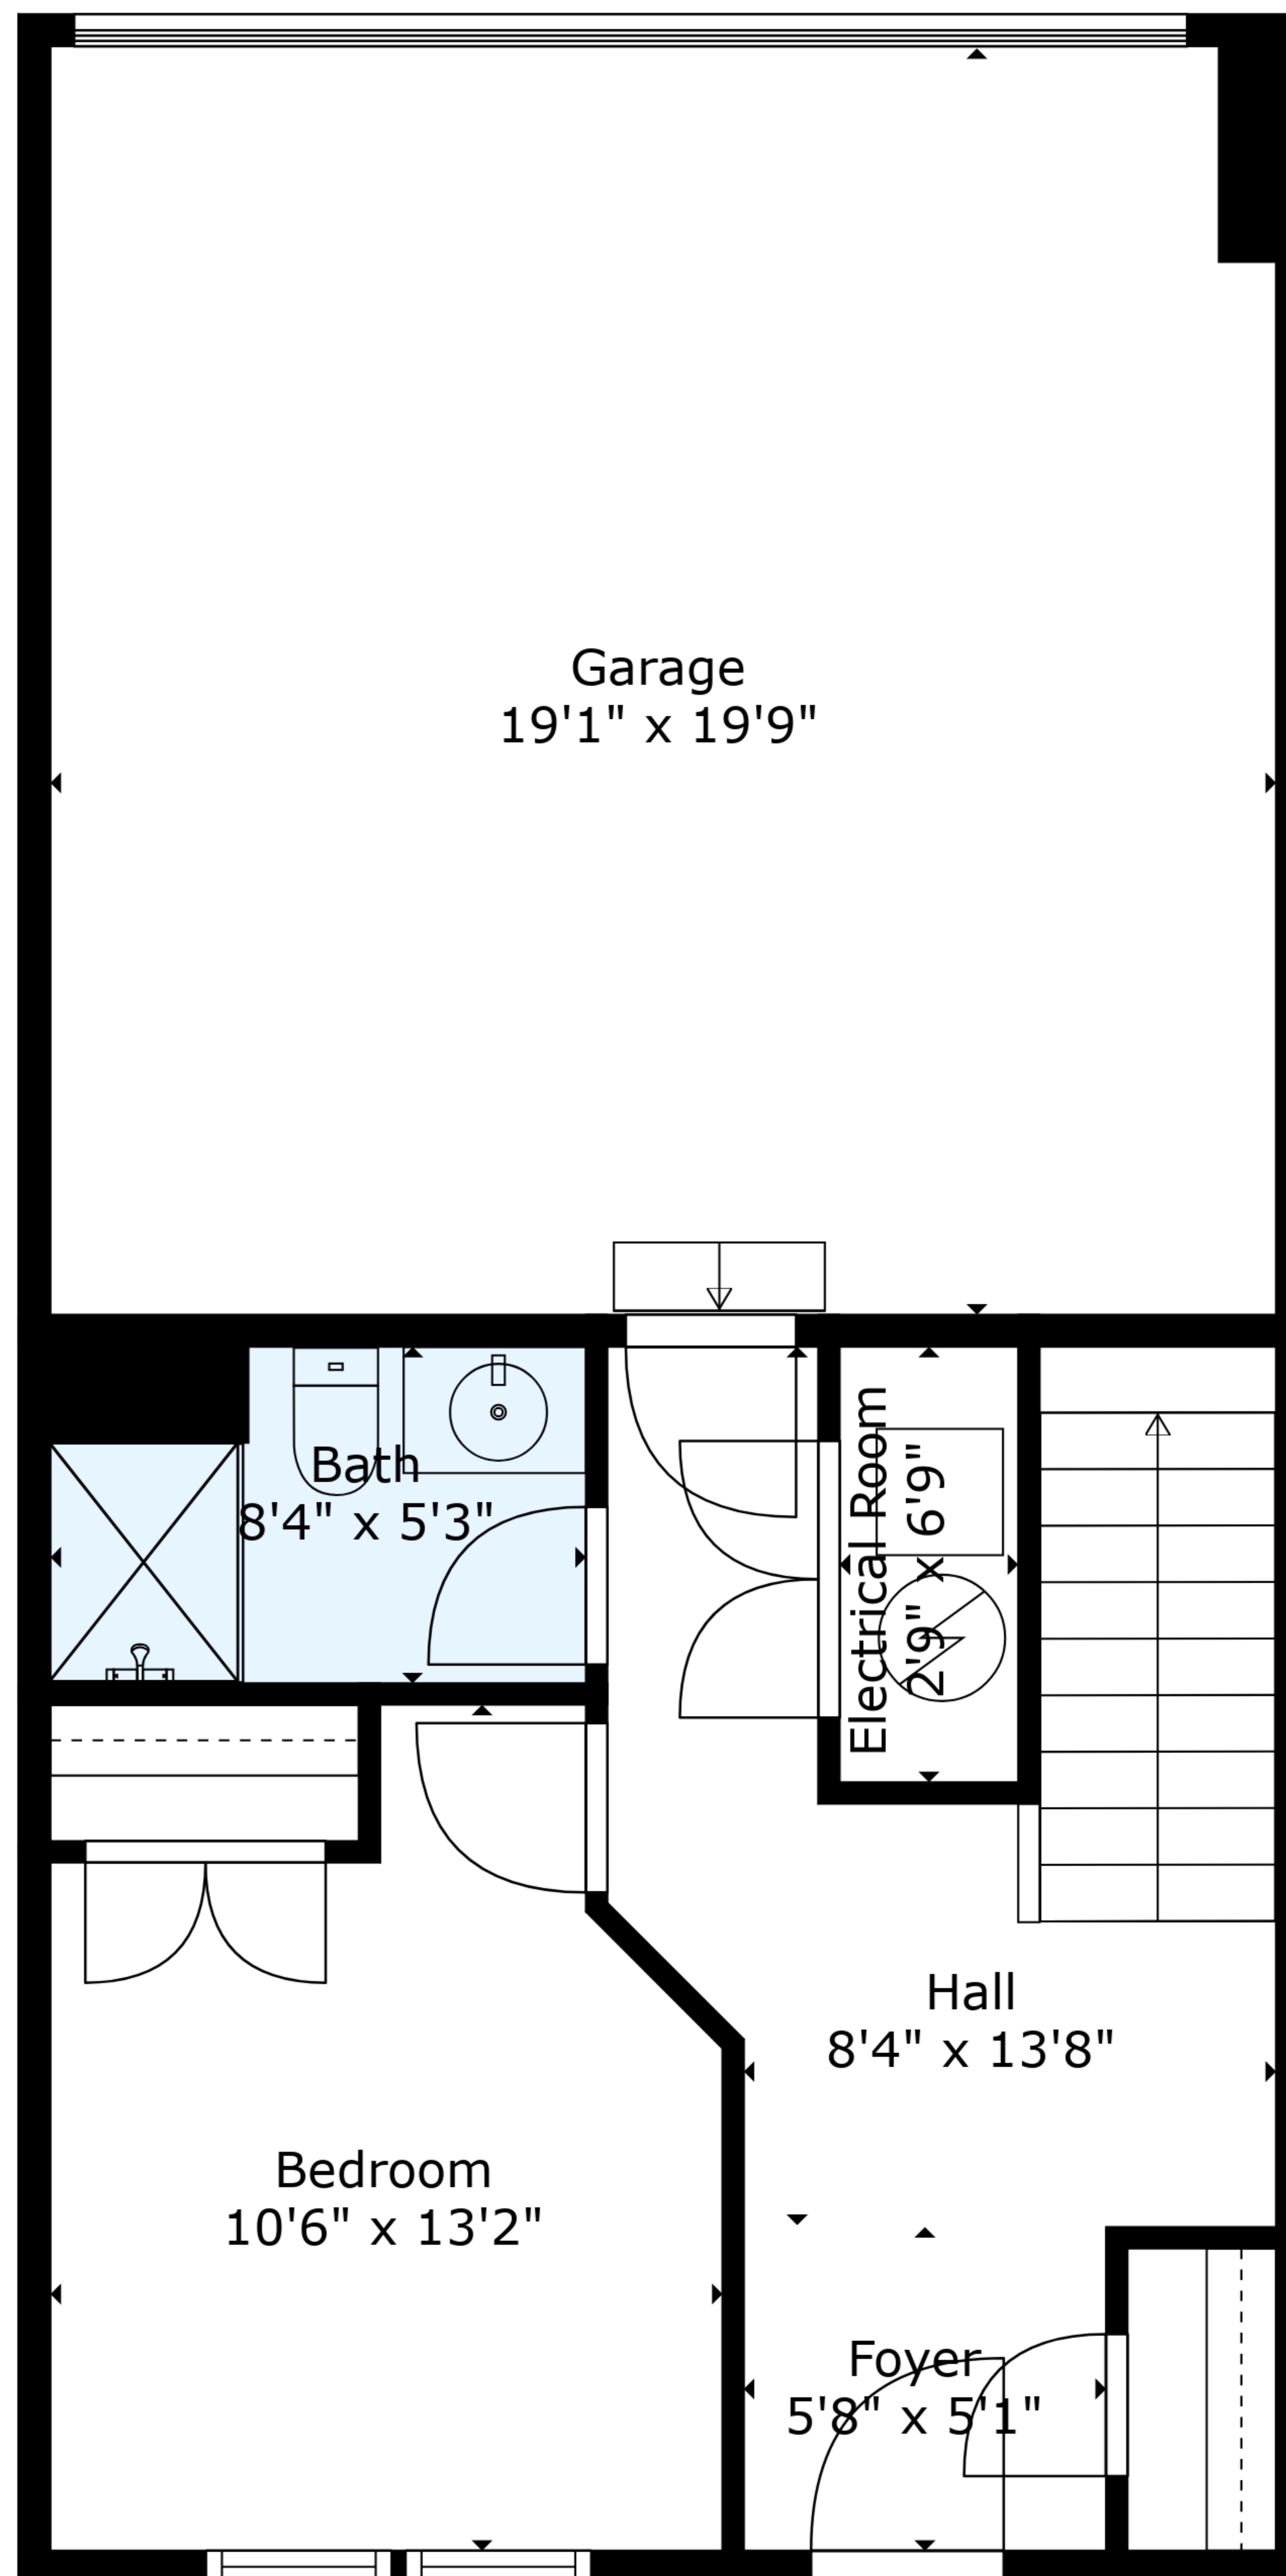 Garage
19'1" x 19'9"
Bath
8'4" x 5'3"
Electrical Room
2'9" x 6'9"
Hall
8'4" x 13'8"
Bedroom
10'6" x 13'2"
Foyer
5'8" x 5'1"